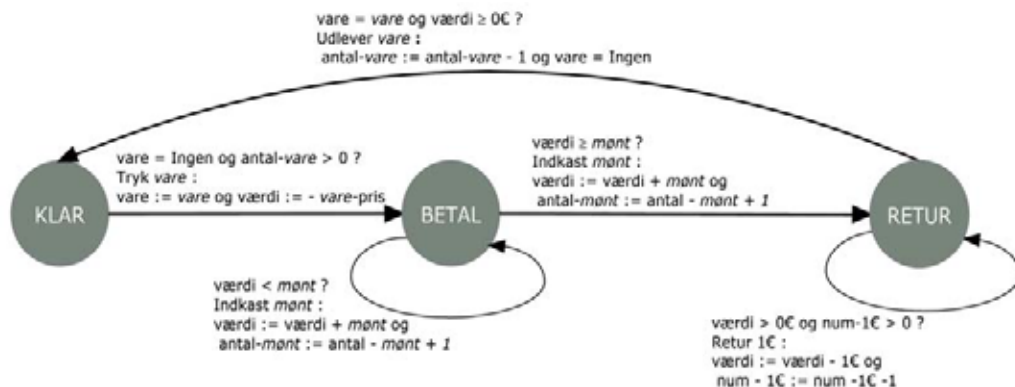 vare = vare og værdi ≥ 0€ ?
Udlever vare :
antal-vare := antal-vare - 1 og vare = Ingen
KLAR
vare = Ingen og antal-vare > 0 ?
Tryk vare :
vare := vare og værdi := - vare-pris
BETAL
værdi ≥ mønt ?
Indkast mønt :
værdi := værdi + mønt og
antal-mønt := antal - mønt + 1
RETUR
værdi < mønt ?
Indkast mønt :
værdi := værdi + mønt og
antal-mønt := antal - mønt + 1
værdi > 0€ og num-1€ > 0 ?
Retur 1€ :
værdi := værdi - 1€ og
num - 1€ := num -1€ -1